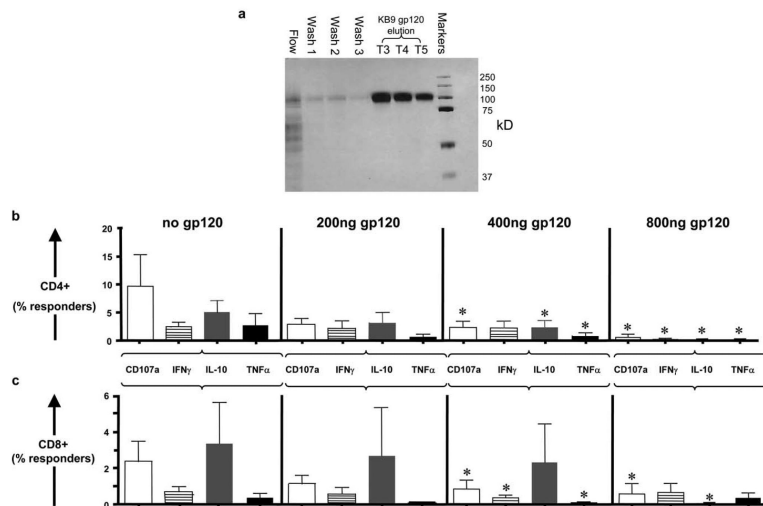 a
Flow
Wash 1
Wash 2
Wash 3
KB9 gp120
elution
T3 T4 T5
Markers
250
150
100
75
50
37
kD
b
no gp120
200ng gp120
400ng gp120
800ng gp120
CD4+
(% responders)
20
15
10
5
0
* * *
* * * *
CD107a IFNγ IL-10 TNFα
CD107a IFNγ IL-10 TNFα
CD107a IFNγ IL-10 TNFα
CD107a IFNγ IL-10 TNFα
c
CD8+
(% responders)
6
4
2
0
* * *
* *